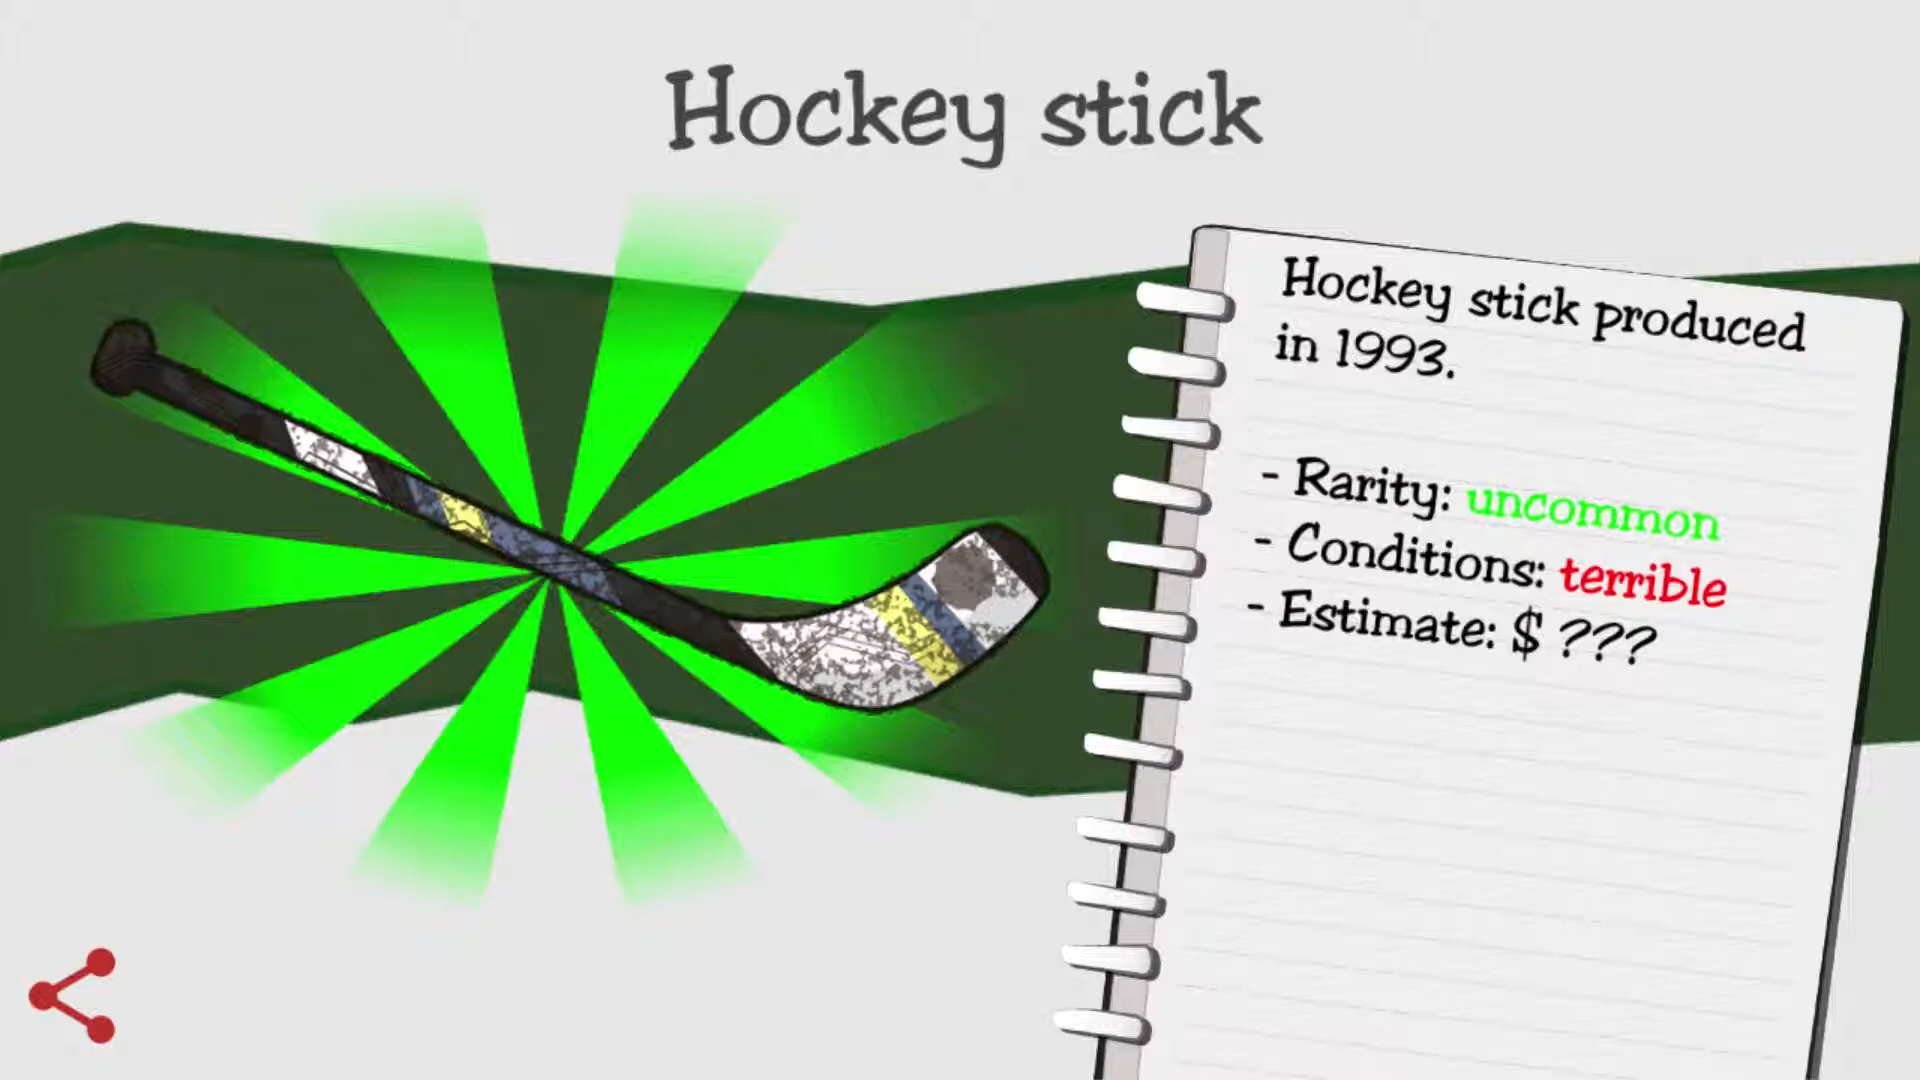 Hockey stick
Hockey stick produced
in 1993.
- Rarity: uncommon
- Conditions: terrible
- Estimate: $ ???